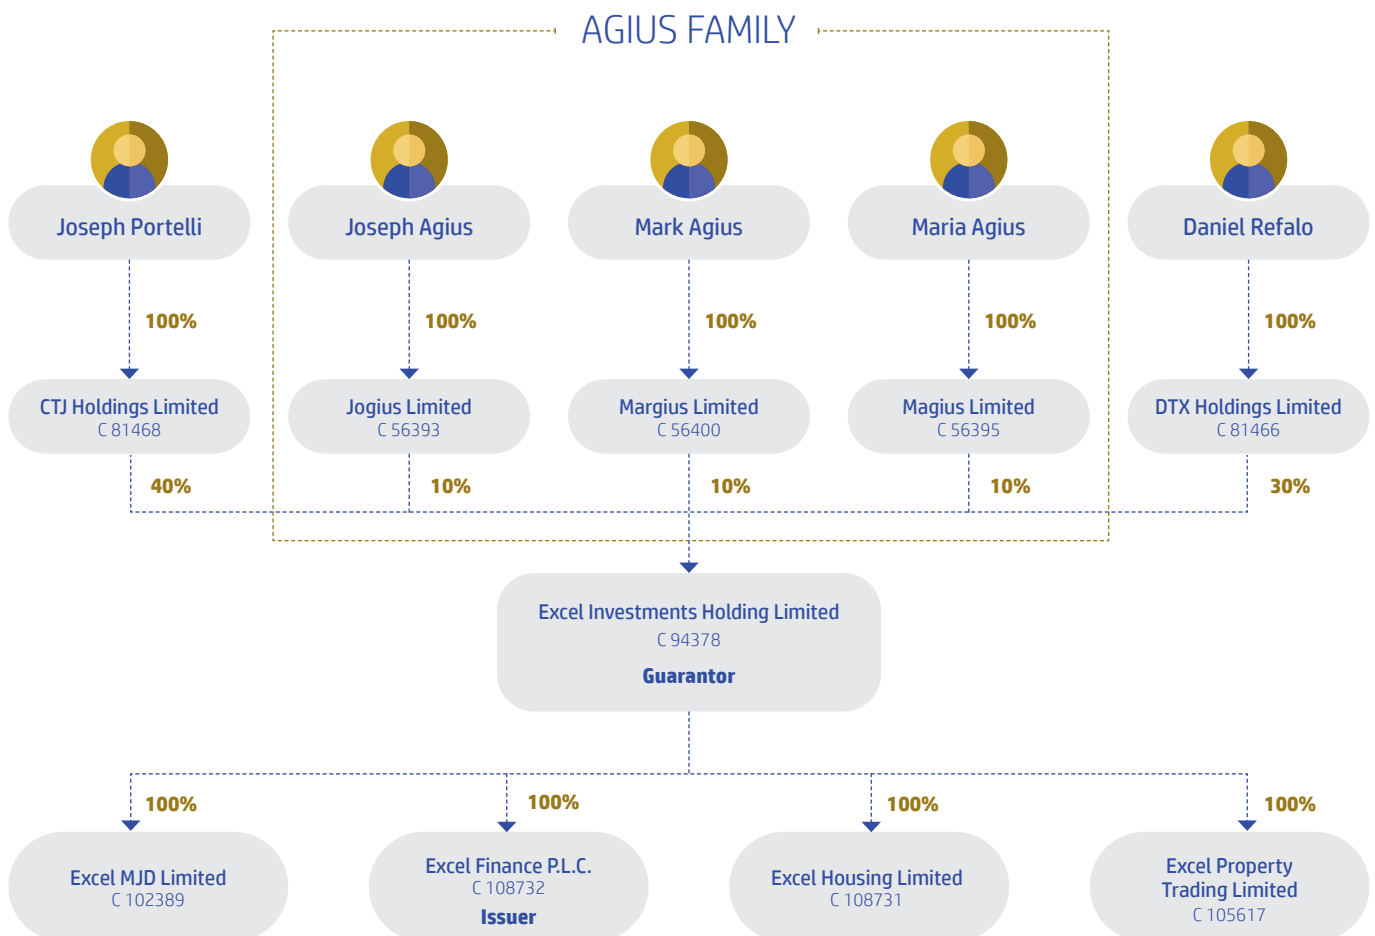 AGIUS FAMILY
Joseph Portelli
Joseph Agius
Mark Agius
Maria Agius
Daniel Refalo
100%
100%
100%
100%
100%
CTJ Holdings Limited
C 81468
Jogius Limited
C 56393
Margius Limited
C 56400
Magius Limited
C 56395
DTX Holdings Limited
C 81466
40%
10%
10%
10%
30%
Excel Investments Holding Limited
C 94378
Guarantor
100%
100%
100%
100%
Excel MJD Limited
C 102389
Excel Finance P.L.C.
C 108732
Issuer
Excel Housing Limited
C 108731
Excel Property
Trading Limited
C 105617